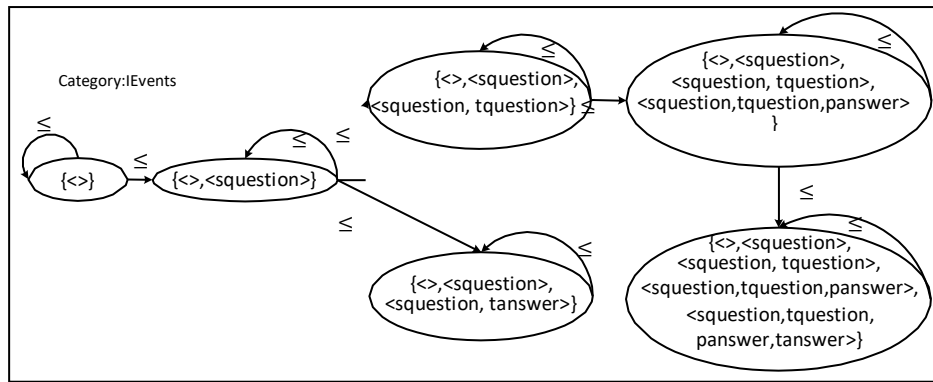 Category:IEvents
≤
{<>}
≤
≤
≤
{<>,<squestion>}
≤
≤
{<>,<squestion>,
<squestion, tquestion>}
≤
≤
{<>,<squestion>,
<squestion, tquestion>,
<squestion,tquestion,panswer>
}
≤
≤
{<>,<squestion>,
<squestion, tanswer>}
≤
≤
{<>,<squestion>,
<squestion, tquestion>,
<squestion,tquestion,panswer>,
<squestion,tquestion,
panswer,tanswer>}